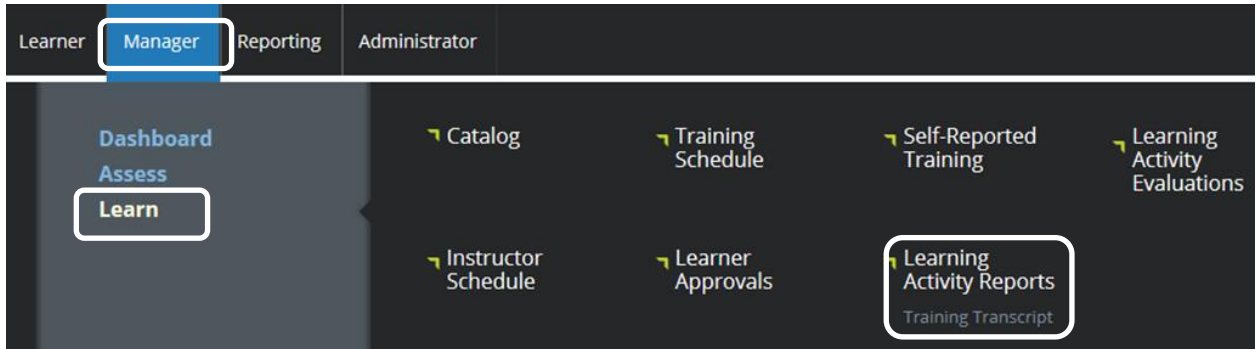 Learner Manager Reporting Administrator
Dashboard
Assess
Learn
Catalog
Training
Schedule
Self-Reported
Training
Learning
Activity
Evaluations
Instructor
Schedule
Learner
Approvals
Learning
Activity Reports
Training Transcript